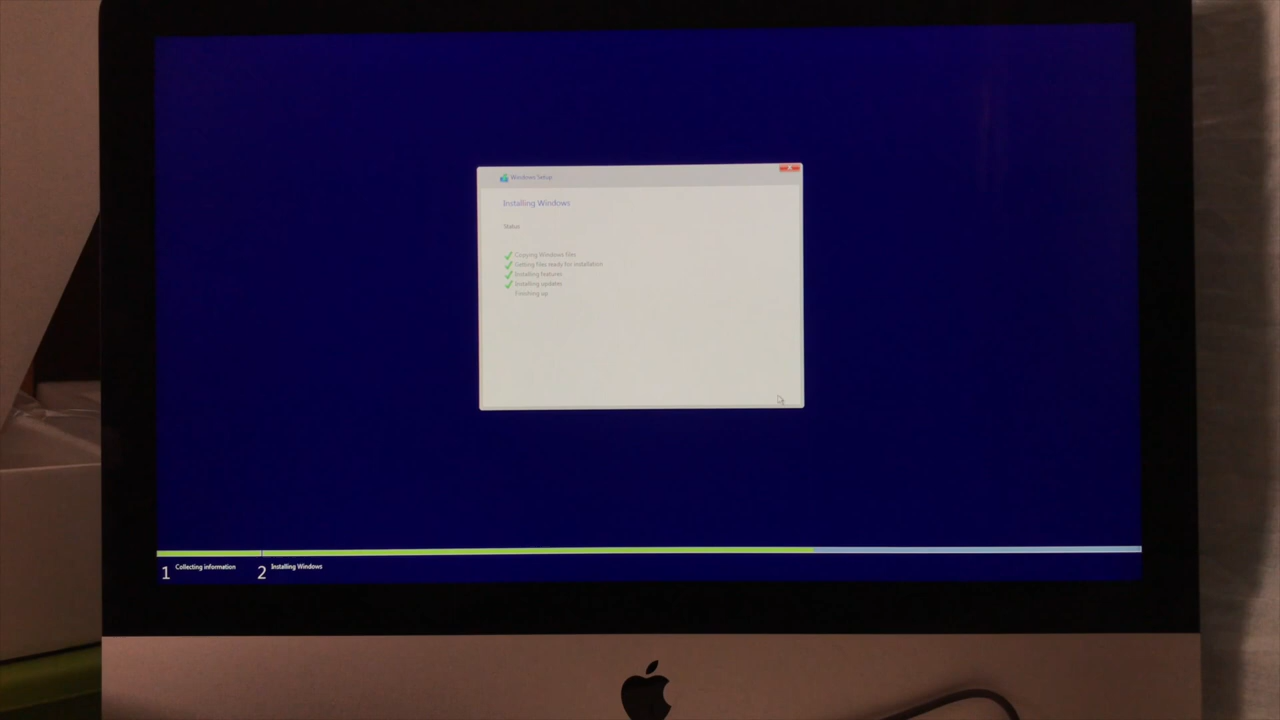 Windows Setup
Installing Windows
Status
Copying Windows files
Getting files ready for installation
Installing features
Installing updates
Finishing up
1 Collecting information
2 Installing Windows